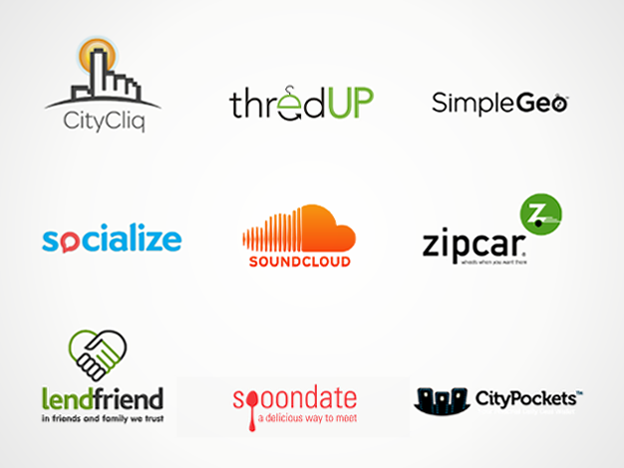 CityCliq
thredUP
SimpleGeo
socialize
SOUNDCLOUD
Z
zipcar®
wheels when you want them
lendfriend
in friends and family we trust
spoondate
a delicious way to meet
CityPockets™